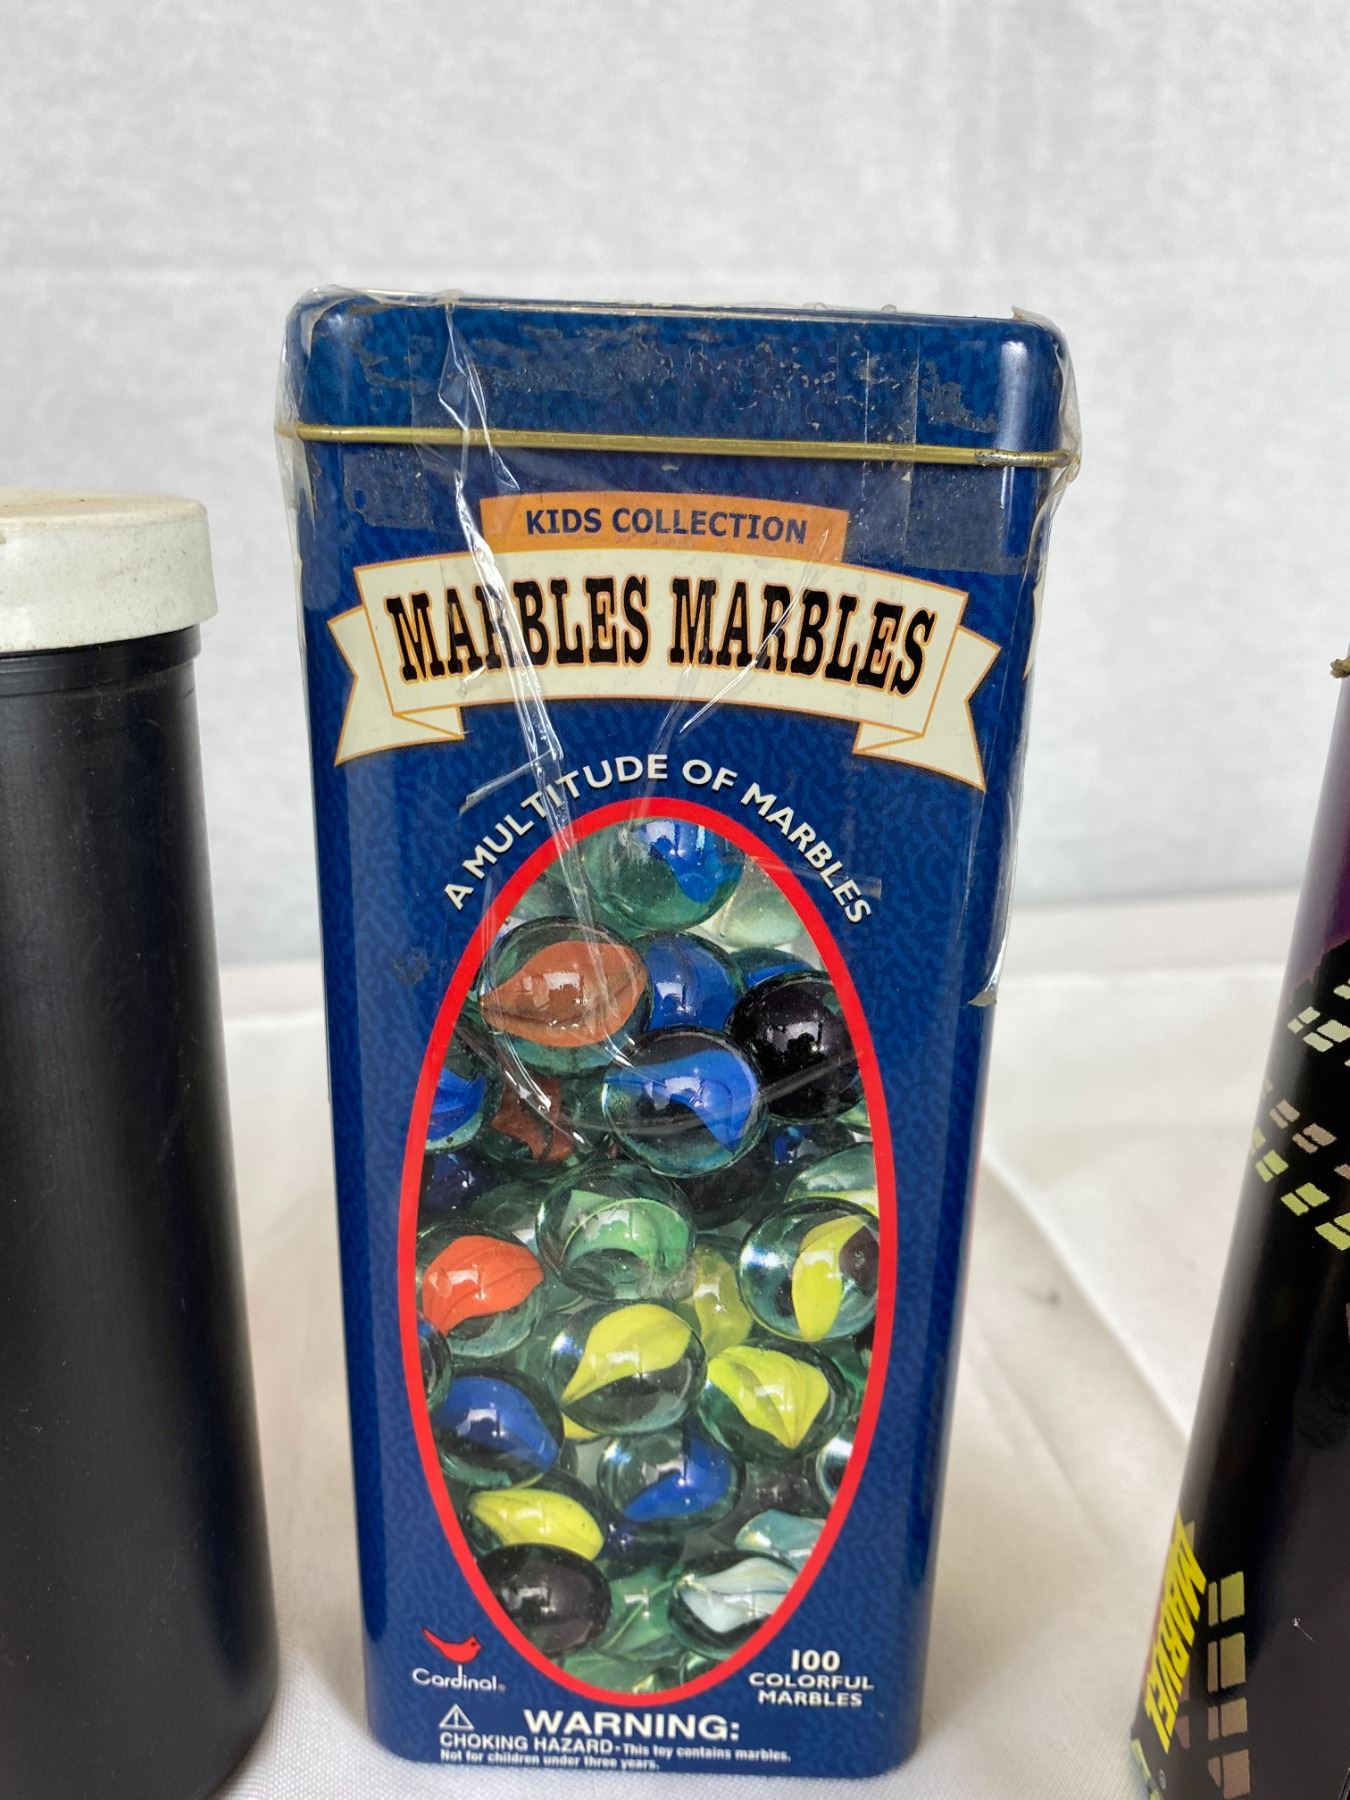 KIDS COLLECTION
MARBLES MARBLES
A MULTITUDE OF MARBLES
Cardinal®
100
COLORFUL
MARBLES
WARNING:
CHOKING HAZARD-This toy contains marbles.
Not for children under three years.
MARVEL
®